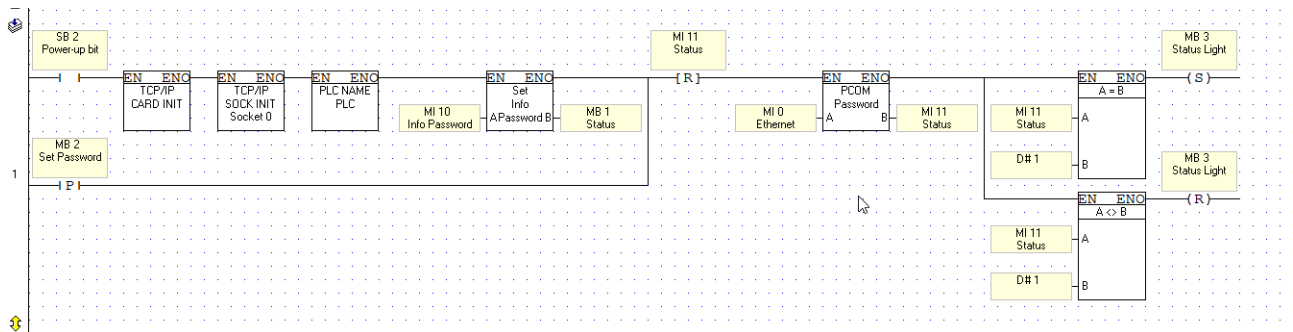 SB 2
Power-up bit
EN ENO
TCP/IP
CARD INIT
EN ENO
TCP/IP
SOCK INIT
Socket 0
EN ENO
PLC NAME
PLC
MI 10
Info Password
EN ENO
Set
Info
A Password B
MB 1
Status
MI 11
Status
R
MI 0
Ethernet
EN ENO
PCOM
Password
A B
MI 11
Status
EN ENO
A = B
MI 11
Status
A
D# 1
B
MB 3
Status Light
S
MB 2
Set Password
P
1
EN ENO
A <> B
MI 11
Status
A
D# 1
B
MB 3
Status Light
R